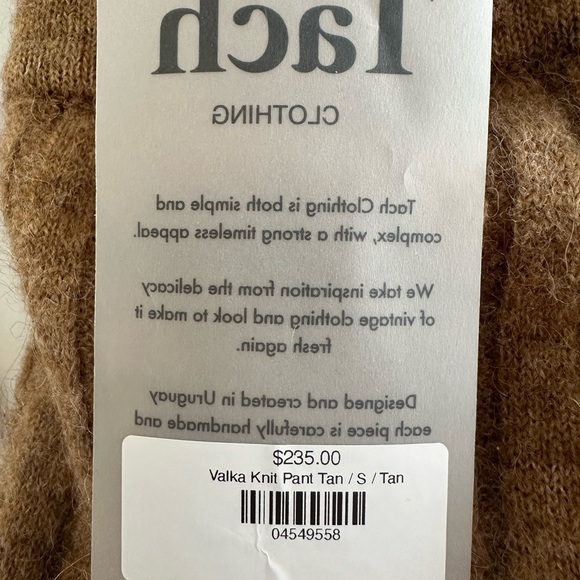 Tach
CLOTHING
Tach Clothing is both simple and
complex, with a strong timeless appeal.
We take inspiration from the delicacy
of vintage clothing and look to make it
fresh again.
Designed and created in Uruguay
each piece is carefully handmade and
$235.00
Valka Knit Pant Tan / S / Tan
04549558